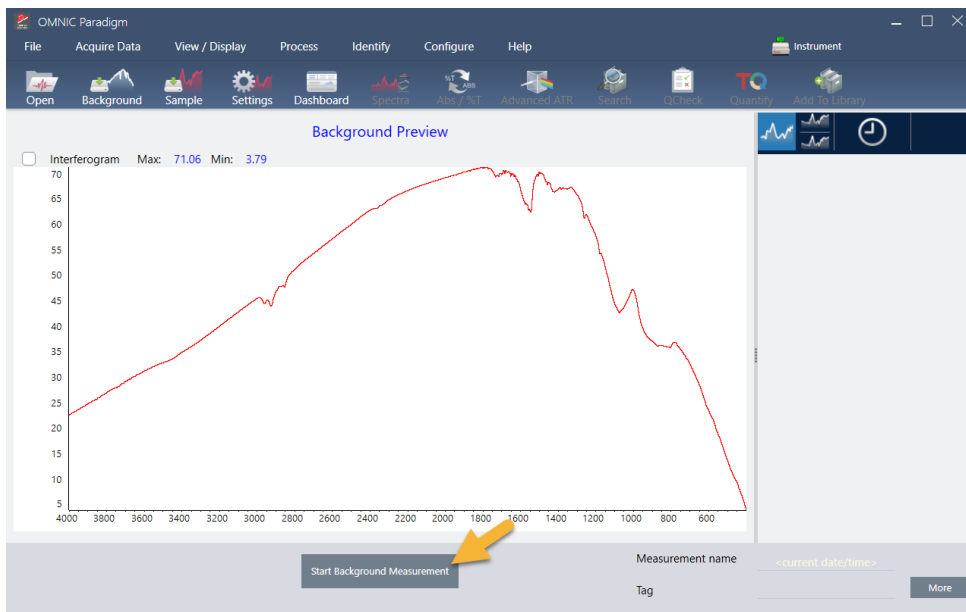 OMNIC Paradigm
File Acquire Data View / Display Process Identify Configure Help Instrument
Open Background Sample Settings Dashboard Spectra Abs / %T Advanced ATR Search QCheck Quantify Add To Library
%T ABS
TQ
Background Preview
Interferogram Max: 71.06 Min: 3.79
70
65
60
55
50
45
40
35
30
25
20
15
10
5
4000 3800 3600 3400 3200 3000 2800 2600 2400 2200 2000 1800 1600 1400 1200 1000 800 600
Start Background Measurement
Measurement name <current date/time>
Tag
More